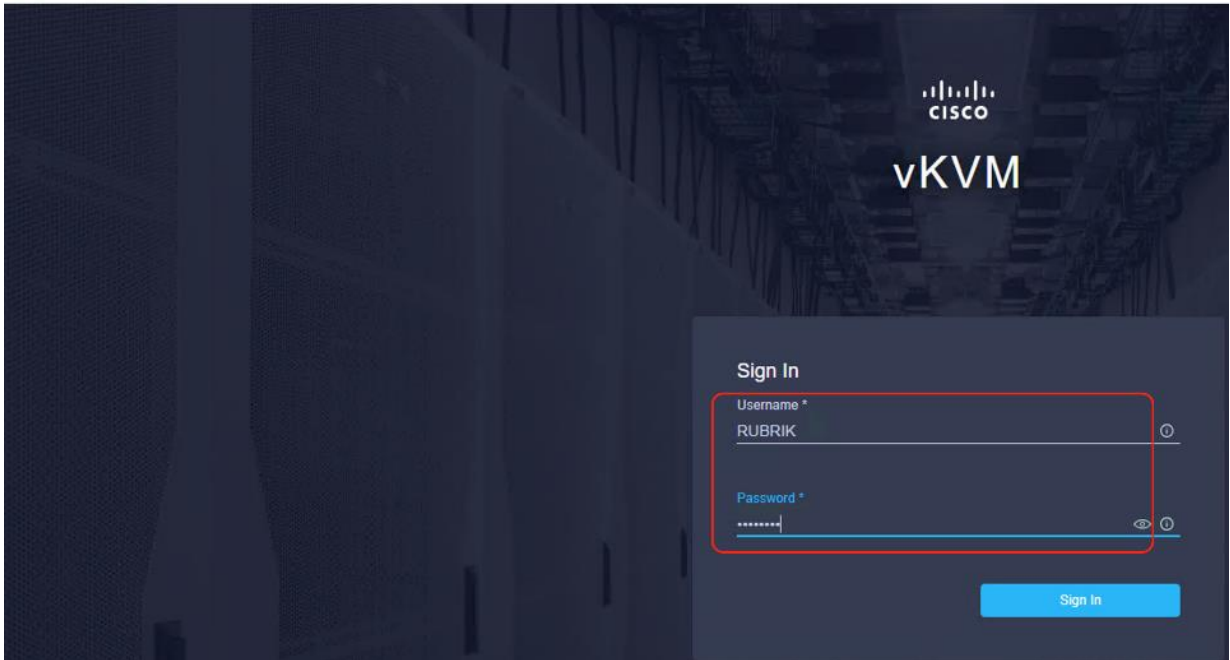 CISCO
vKVM
Sign In
Username *
RUBRIK
Password *
••••••••
Sign In